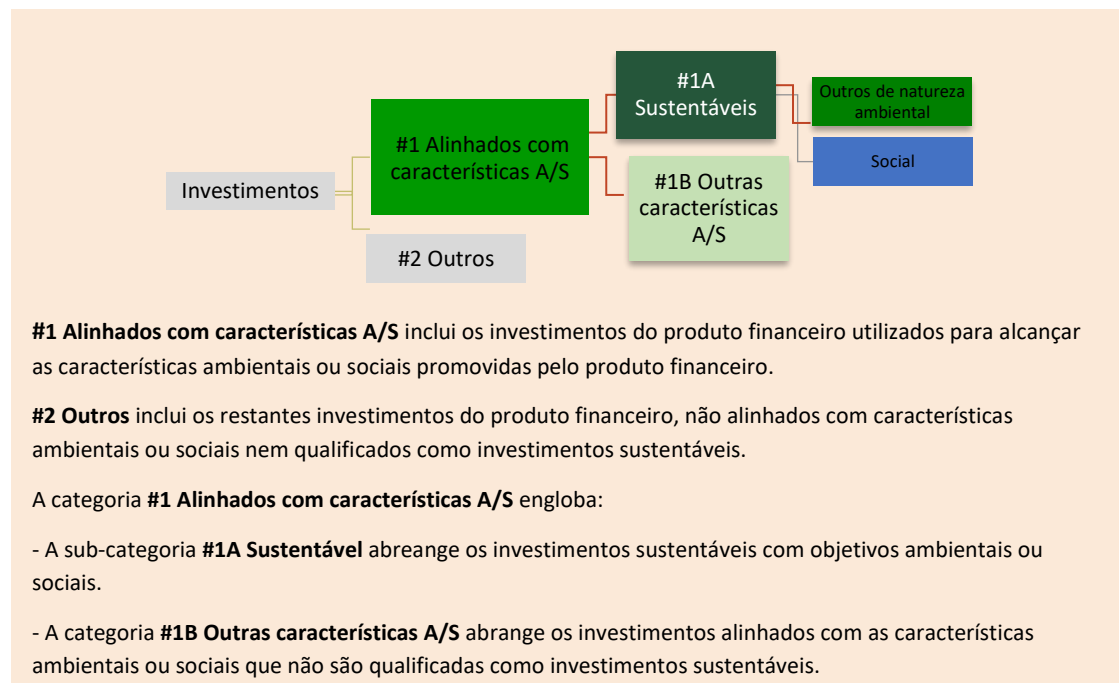 #1A
Sustentáveis
Outros de natureza
ambiental
#1 Alinhados com
características A/S
Social
Investimentos
#1B Outras
características
A/S
#2 Outros
#1 Alinhados com características A/S inclui os investimentos do produto financeiro utilizados para alcançar
as características ambientais ou sociais promovidas pelo produto financeiro.
#2 Outros inclui os restantes investimentos do produto financeiro, não alinhados com características
ambientais ou sociais nem qualificados como investimentos sustentáveis.
A categoria #1 Alinhados com características A/S engloba:
- A sub-categoria #1A Sustentável abreange os investimentos sustentáveis com objetivos ambientais ou
sociais.
- A categoria #1B Outras características A/S abrange os investimentos alinhados com as características
ambientais ou sociais que não são qualificadas como investimentos sustentáveis.